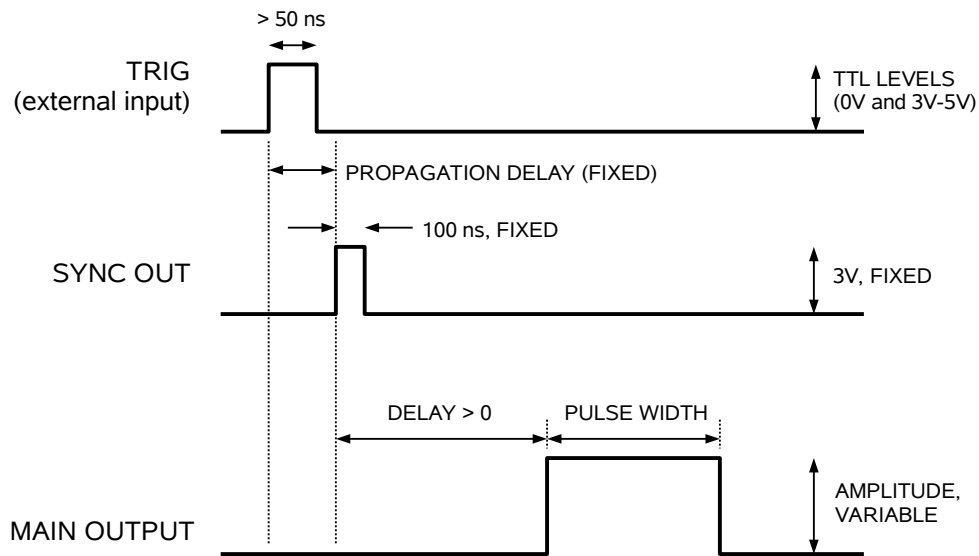 > 50 ns
TRIG
(external input)
TTL LEVELS
(0V and 3V-5V)
PROPAGATION DELAY (FIXED)
100 ns, FIXED
SYNC OUT
3V, FIXED
DELAY > 0
PULSE WIDTH
AMPLITUDE,
VARIABLE
MAIN OUTPUT